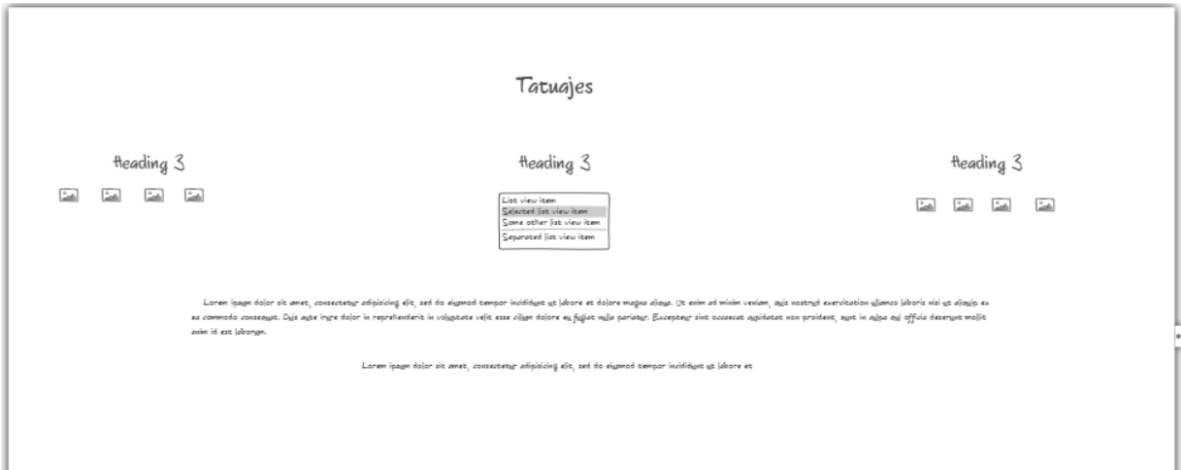 Tatuajes
Heading 3
Heading 3
Heading 3
List view item
Selected list view item
Some other list view item
Separated list view item
Lorem ipsum dolor sit amet, consectetur adipisicing elit, sed do eiusmod tempor incididunt ut labore et dolore magna aliqua. Ut enim ad minim veniam, quis nostrud exercitation ullamco laboris nisi ut aliquip ex
ea commodo consequat. Duis aute irure dolor in reprehenderit in voluptate velit esse cillum dolore eu fugiat nulla pariatur. Excepteur sint occaecat cupidatat non proident, sunt in culpa qui officia deserunt mollit
anim id est laborum.
Lorem ipsum dolor sit amet, consectetur adipisicing elit, sed do eiusmod tempor incididunt ut labore et